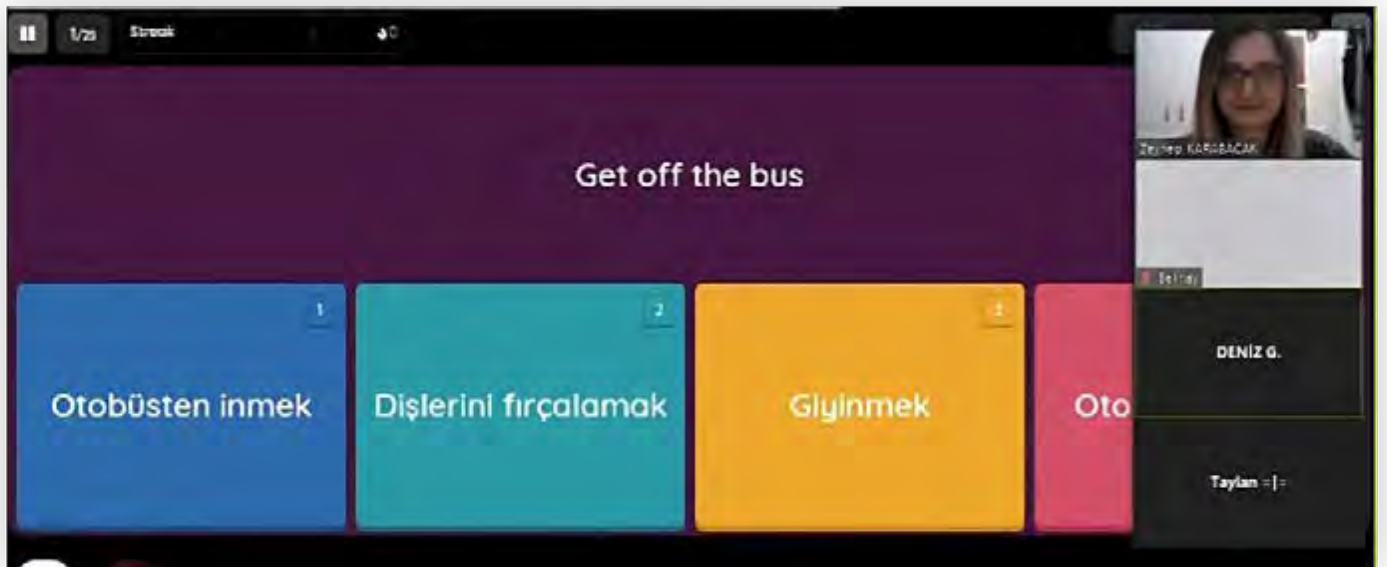 1/25
Streak
0
Get off the bus
1
Otobüsten inmek
2
Dişlerini fırçalamak
3
Giyinmek
Oto
Zeynep KARABACAK
DENİZ G.
Taylan =|=